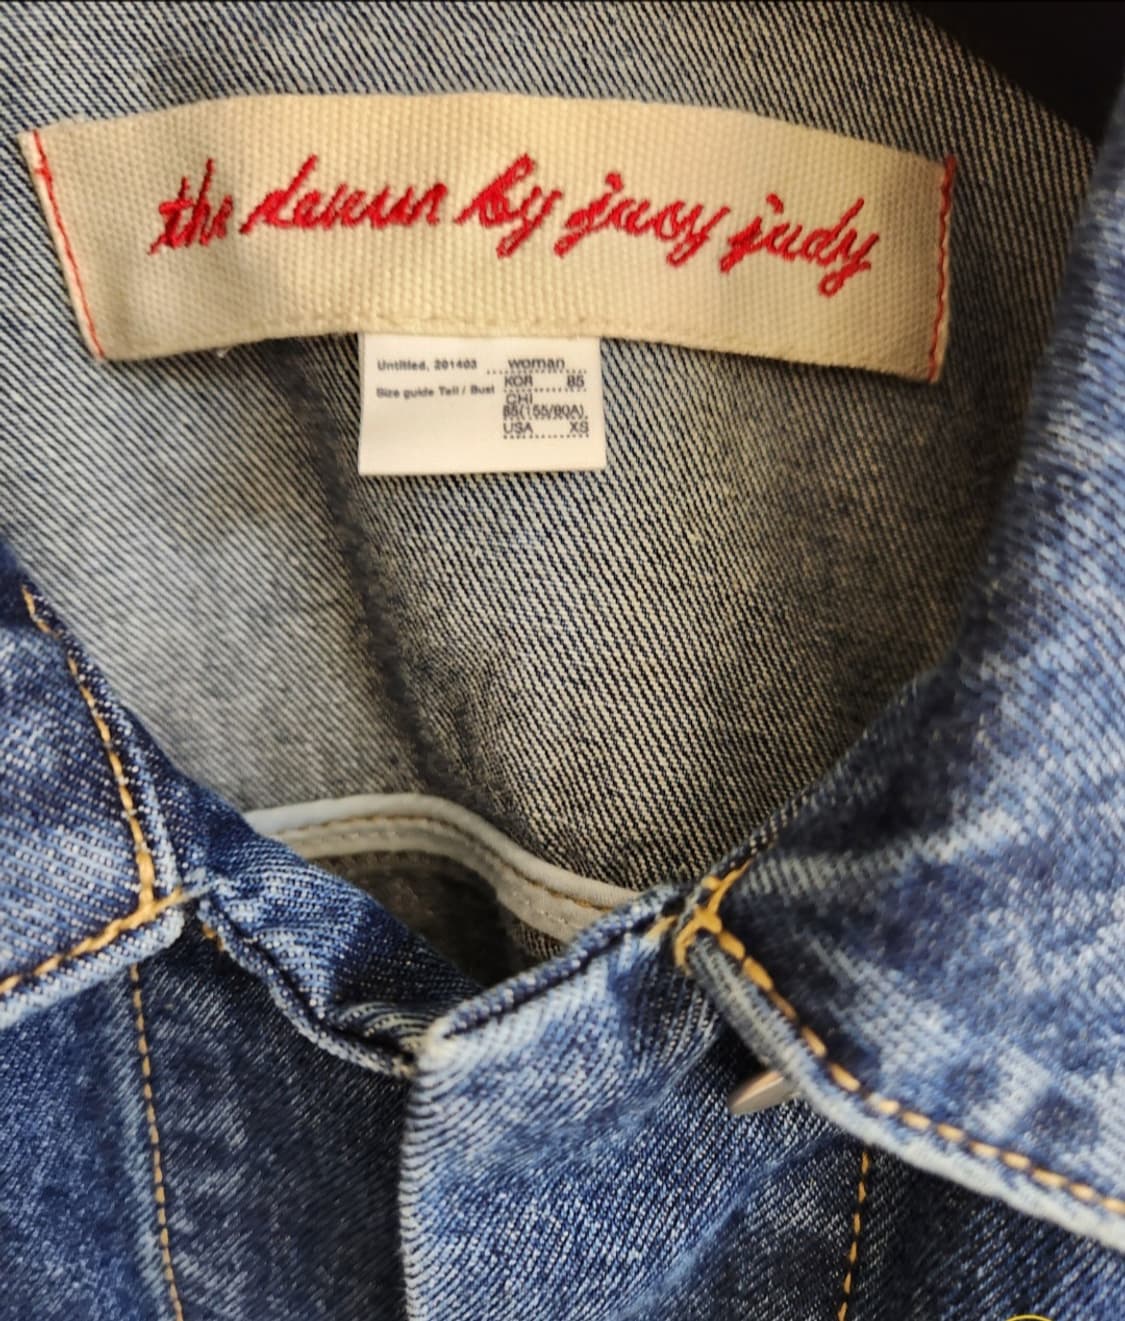 the denim by jucy judy
Untitled, 201403
Size guide Tall / Bust
woman
KOR 85
CHI
85(155/80A)
USA XS